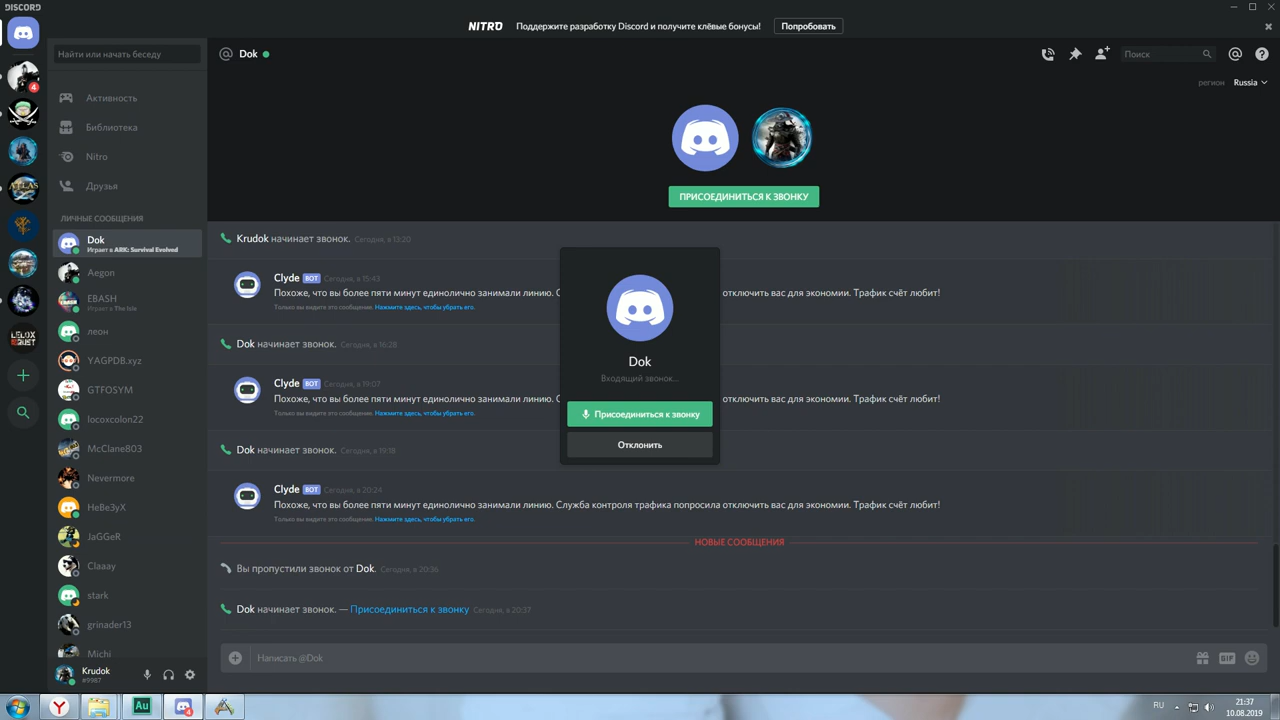 DISCORD
NITRO Поддержите разработку Discord и получите клёвые бонусы! Попробовать
Найти или начать беседу
Dok
Поиск
регион Russia
4
Активность
Библиотека
Nitro
Друзья
ATLAS
ЛИЧНЫЕ СООБЩЕНИЯ
Dok
Играет в ARK: Survival Evolved
Aegon
EBASH
Играет в The Isle
леон
YAGPDB.xyz
GTFOSYM
locoxcolon22
McClane803
Nevermore
HeBe3yX
JaGGeR
Claaay
stark
grinader13
Michi
Krudok
#9987
ПРИСОЕДИНИТЬСЯ К ЗВОНКУ
Krudok начинает звонок. Сегодня, в 13:20
Clyde BOT Сегодня, в 15:43
Похоже, что вы более пяти минут единолично занимали линию. С отключить вас для экономии. Трафик счёт любит!
Только вы видите это сообщение. Нажмите здесь, чтобы убрать его.
Dok начинает звонок. Сегодня, в 16:28
Clyde BOT Сегодня, в 19:07
Похоже, что вы более пяти минут единолично занимали линию. С отключить вас для экономии. Трафик счёт любит!
Только вы видите это сообщение. Нажмите здесь, чтобы убрать его.
Dok начинает звонок. Сегодня, в 19:18
Clyde BOT Сегодня, в 20:24
Похоже, что вы более пяти минут единолично занимали линию. Служба контроля трафика попросила отключить вас для экономии. Трафик счёт любит!
Только вы видите это сообщение. Нажмите здесь, чтобы убрать его.
НОВЫЕ СООБЩЕНИЯ
Вы пропустили звонок от Dok. Сегодня, в 20:36
Dok начинает звонок. — Присоединиться к звонку Сегодня, в 20:37
Написать @Dok
GIF
Dok
Входящий звонок...
Присоединиться к звонку
Отклонить
Au
4
RU
21:37
10.08.2019